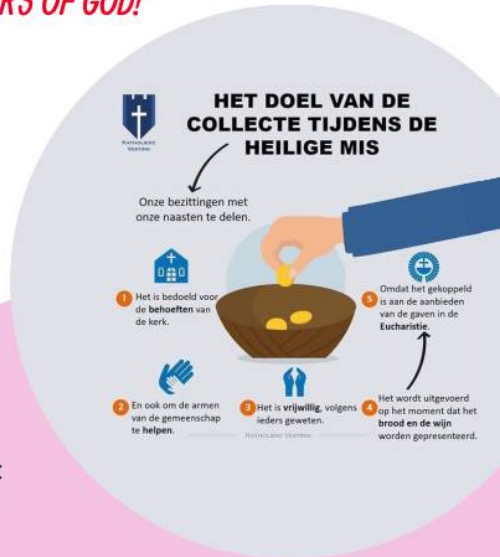 RS OF GOD!
HET DOEL VAN DE
COLLECTE TIJDENS DE
HEILIGE MIS
KATHOLIEKE
VESTING
Onze bezittingen met
onze naasten te delen.
1 Het is bedoeld voor
de behoeften van
de kerk.
2 En ook om de armen
van de gemeenschap
te helpen.
3 Het is vrijwillig, volgens
ieders geweten.
4 Het wordt uitgevoerd
op het moment dat het
brood en de wijn
worden gepresenteerd.
5 Omdat het gekoppeld
is aan de aanbieden
van de gaven in de
Eucharistie.
KATHOLIEKE VESTING